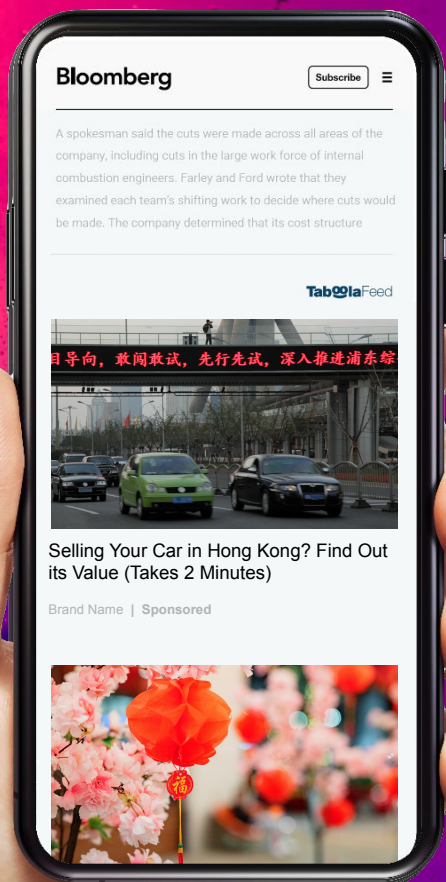 Bloomberg
Subscribe
A spokesman said the cuts were made across all areas of the
company, including cuts in the large work force of internal
combustion engineers. Farley and Ford wrote that they
examined each team's shifting work to decide where cuts would
be made. The company determined that its cost structure
TaboolaFeed
目导向，敢闯敢试，先行先试，深入推进浦东综
Selling Your Car in Hong Kong? Find Out
its Value (Takes 2 Minutes)
Brand Name | Sponsored
福